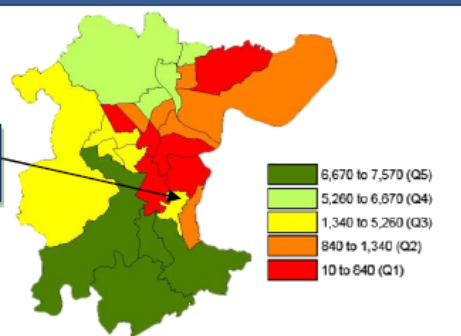 6,670 to 7,570 (Q5)
5,260 to 6,670 (Q4)
1,340 to 5,260 (Q3)
840 to 1,340 (Q2)
10 to 840 (Q1)